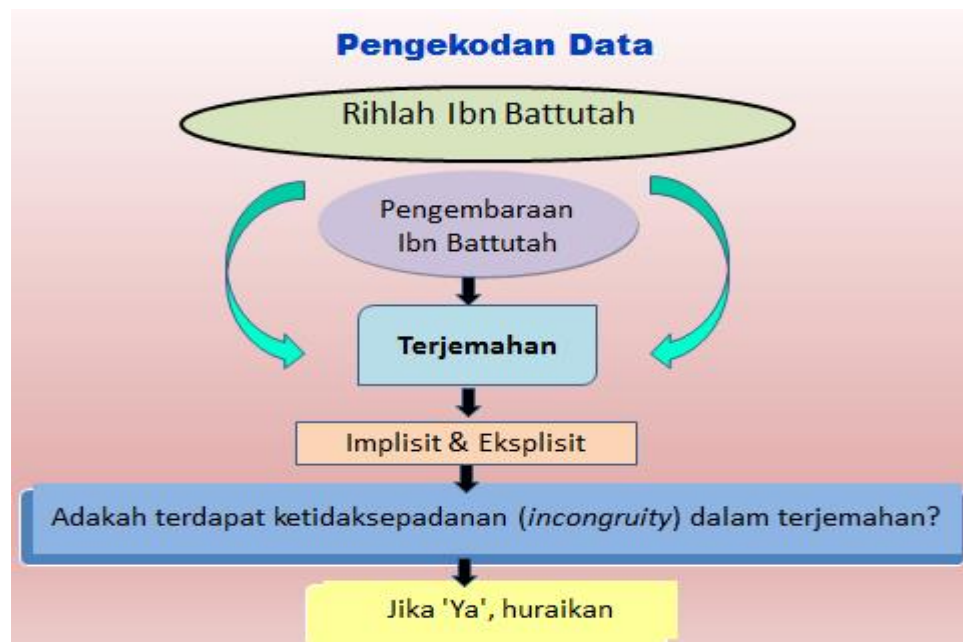 Pengekodan Data
Rihlah Ibn Battutah
Pengembaraan
Ibn Battutah
Terjemahan
Implisit & Eksplisit
Adakah terdapat ketidaksepadanan (incongruity) dalam terjemahan?
Jika 'Ya', huraikan